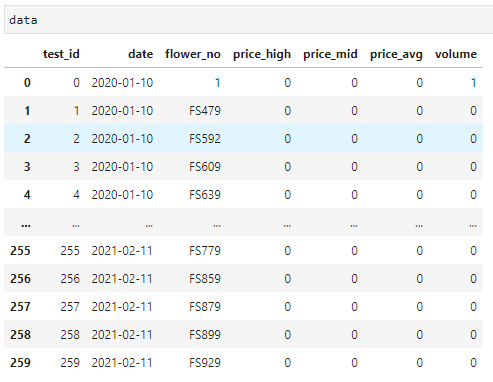 data
test_id date flower_no price_high price_mid price_avg volume
0 0 2020-01-10 1 0 0 0 1
1 1 2020-01-10 FS479 0 0 0 0
2 2 2020-01-10 FS592 0 0 0 0
3 3 2020-01-10 FS609 0 0 0 0
4 4 2020-01-10 FS639 0 0 0 0
... ... ... ... ... ... ... ...
255 255 2021-02-11 FS779 0 0 0 0
256 256 2021-02-11 FS859 0 0 0 0
257 257 2021-02-11 FS879 0 0 0 0
258 258 2021-02-11 FS899 0 0 0 0
259 259 2021-02-11 FS929 0 0 0 0